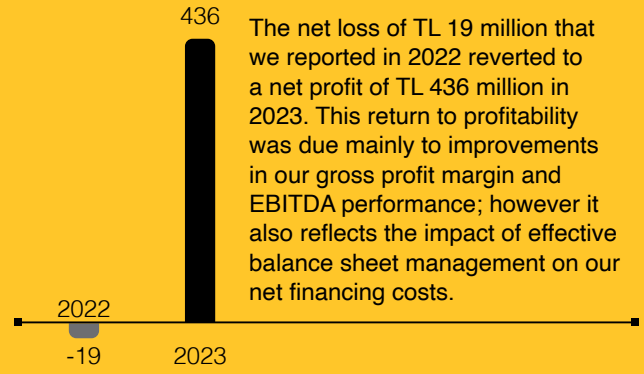 436
The net loss of TL 19 million that
we reported in 2022 reverted to
a net profit of TL 436 million in
2023. This return to profitability
was due mainly to improvements
in our gross profit margin and
EBITDA performance; however it
also reflects the impact of effective
balance sheet management on our
net financing costs.
2022
-19
2023